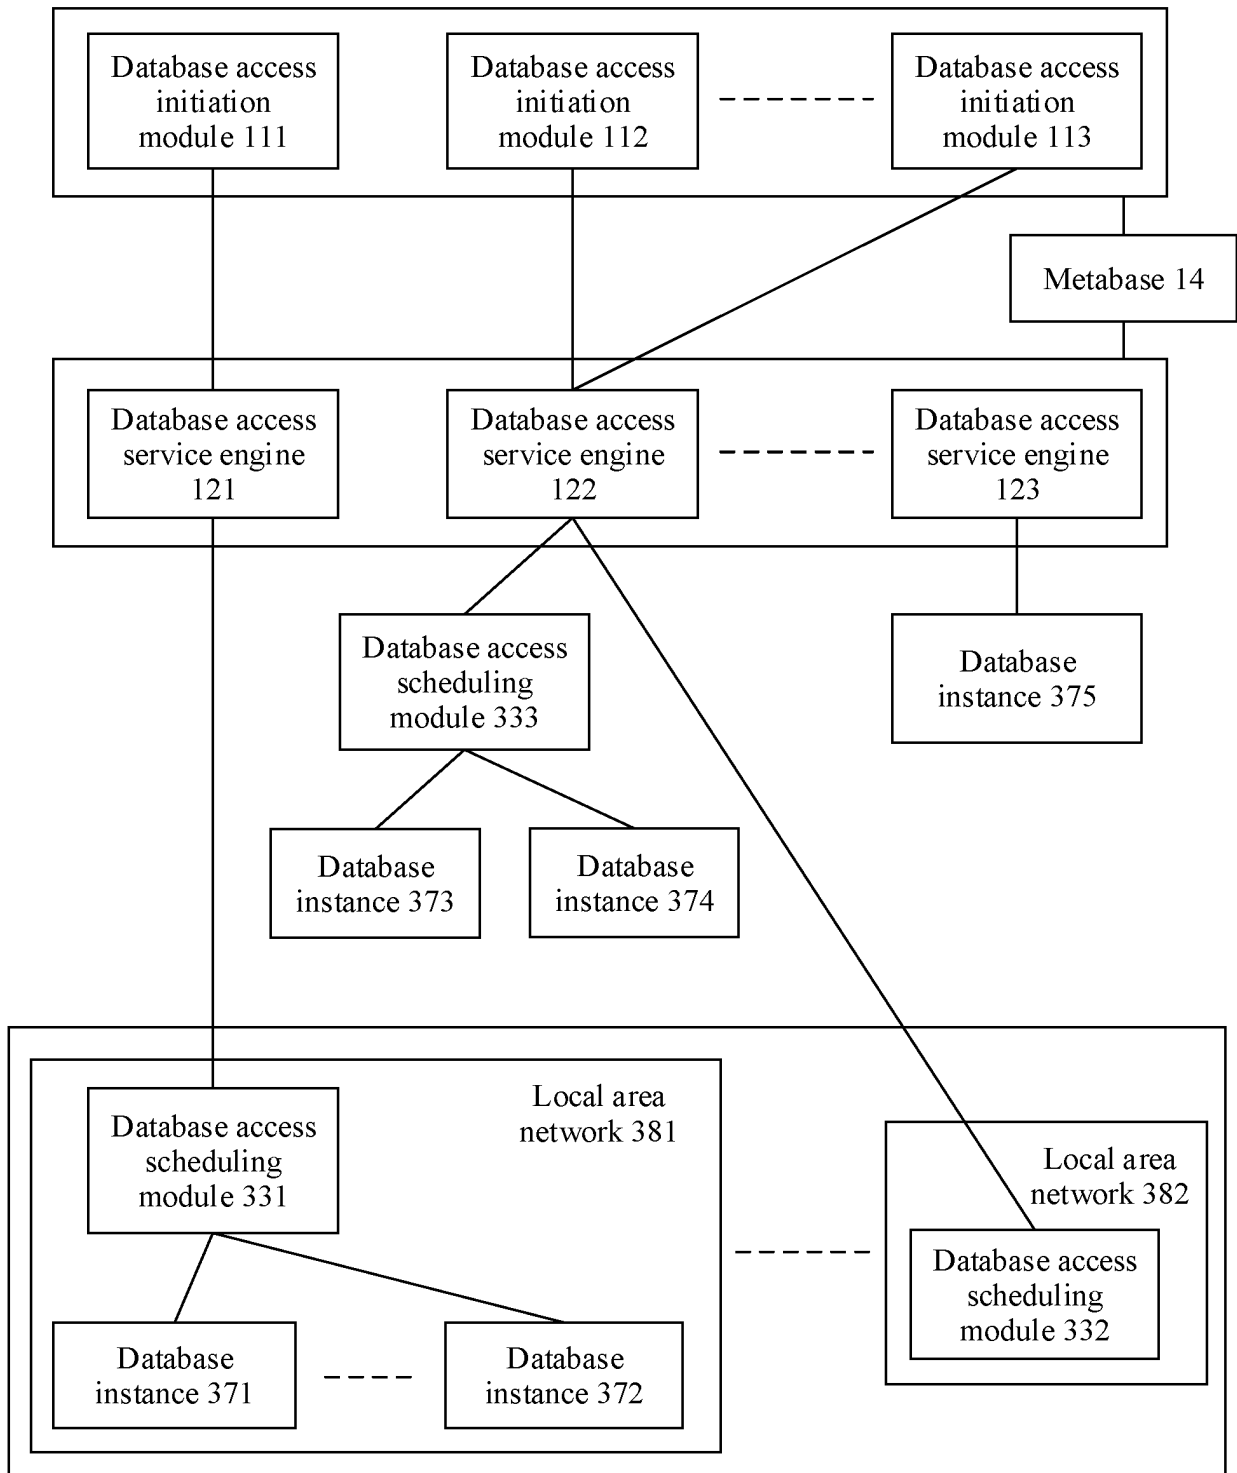 Database access
initiation
module 111
Database access
initiation
module 112
Database access
initiation
module 113
Metabase 14
Database access
service engine
121
Database access
service engine
122
Database access
service engine
123
Database access
scheduling
module 333
Database
instance 375
Database
instance 373
Database
instance 374
Local area
network 381
Database access
scheduling
module 331
Local area
network 382
Database access
scheduling
module 332
Database
instance 371
Database
instance 372